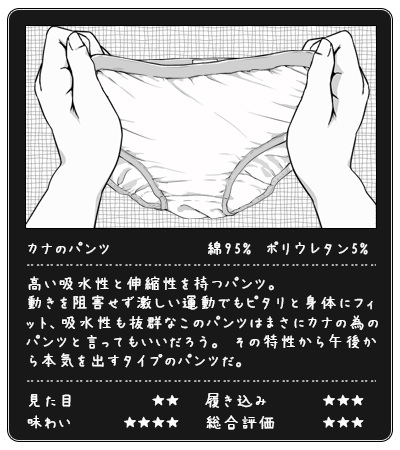 カナのパンツ 綿95% ポリウレタン5%
高い吸水性と伸縮性を持つパンツ。
動きを阻害せず激しい運動でもピタリと身体にフィ
ット、吸水性も抜群なこのパンツはまさにカナの為の
パンツと言ってもいいだろう。 その特性から午後か
ら本気を出すタイプのパンツだ。
見た目 ★★ 履き込み ★★★
味わい ★★★★ 総合評価 ★★★